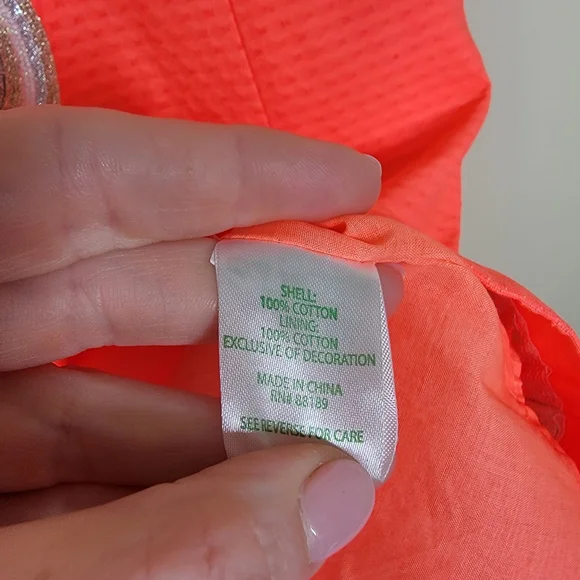 SHELL:
100% COTTON
LINING:
100% COTTON
EXCLUSIVE OF DECORATION
MADE IN CHINA
RN# 88189
SEE REVERSE FOR CARE